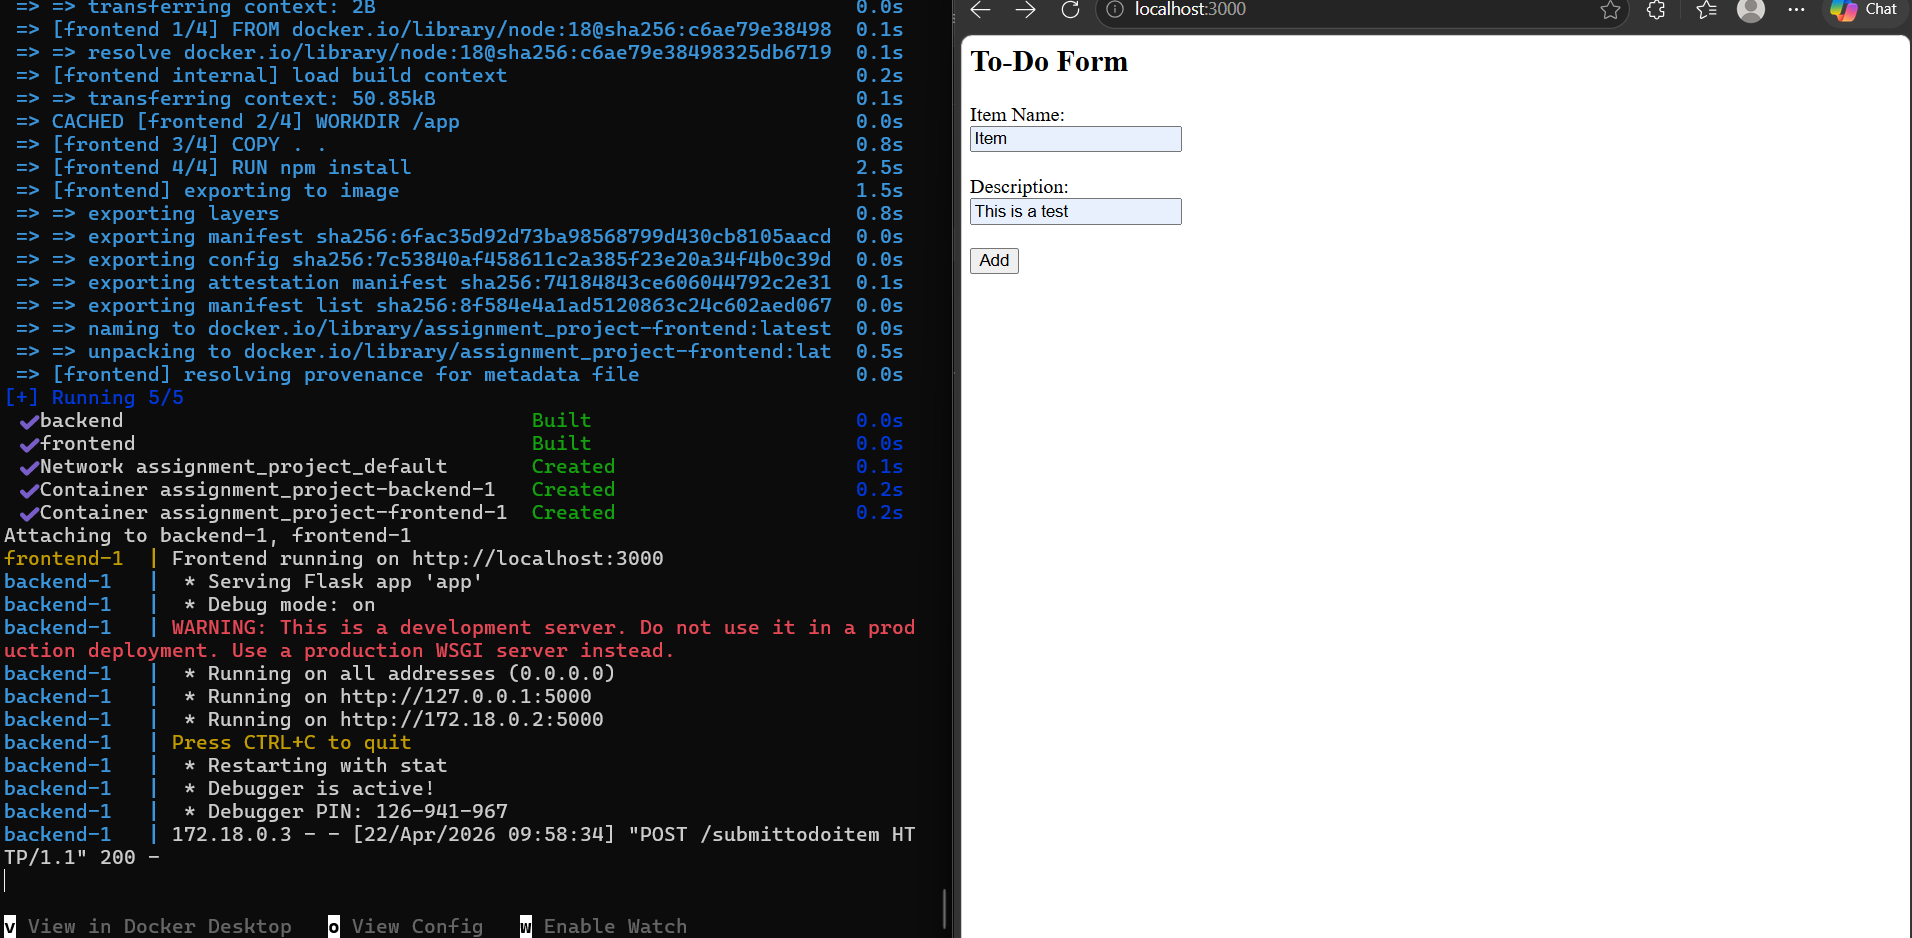 => => transferring context: 2B 0.0s
=> [frontend 1/4] FROM docker.io/library/node:18@sha256:c6ae79e38498 0.1s
=> => resolve docker.io/library/node:18@sha256:c6ae79e38498325db6719 0.1s
=> [frontend internal] load build context 0.2s
=> => transferring context: 50.85kB 0.1s
=> CACHED [frontend 2/4] WORKDIR /app 0.0s
=> [frontend 3/4] COPY . . 0.8s
=> [frontend 4/4] RUN npm install 2.5s
=> [frontend] exporting to image 1.5s
=> => exporting layers 0.8s
=> => exporting manifest sha256:6fac35d92d73ba98568799d430cb8105aacd 0.0s
=> => exporting config sha256:7c53840af458611c2a385f23e20a34f4b0c39d 0.0s
=> => exporting attestation manifest sha256:74184843ce606044792c2e31 0.1s
=> => exporting manifest list sha256:8f584e4a1ad5120863c24c602aed067 0.0s
=> => naming to docker.io/library/assignment_project-frontend:latest 0.0s
=> => unpacking to docker.io/library/assignment_project-frontend:lat 0.5s
=> [frontend] resolving provenance for metadata file 0.0s
[+] Running 5/5
✔backend Built 0.0s
✔frontend Built 0.0s
✔Network assignment_project_default Created 0.1s
✔Container assignment_project-backend-1 Created 0.2s
✔Container assignment_project-frontend-1 Created 0.2s
Attaching to backend-1, frontend-1
frontend-1 | Frontend running on http://localhost:3000
backend-1 | * Serving Flask app 'app'
backend-1 | * Debug mode: on
backend-1 | WARNING: This is a development server. Do not use it in a prod
uction deployment. Use a production WSGI server instead.
backend-1 | * Running on all addresses (0.0.0.0)
backend-1 | * Running on http://127.0.0.1:5000
backend-1 | * Running on http://172.18.0.2:5000
backend-1 | Press CTRL+C to quit
backend-1 | * Restarting with stat
backend-1 | * Debugger is active!
backend-1 | * Debugger PIN: 126-941-967
backend-1 | 172.18.0.3 - - [22/Apr/2026 09:58:34] "POST /submittodoitem HT
TP/1.1" 200 -
v View in Docker Desktop o View Config w Enable Watch
localhost:3000
Chat
To-Do Form
Item Name:
Item
Description:
This is a test
Add